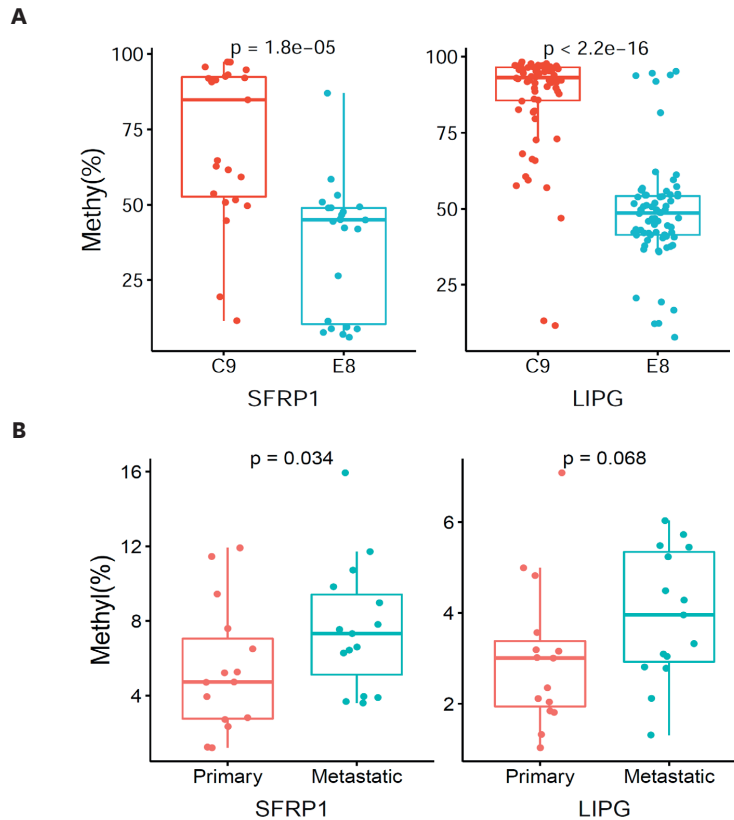 A
p = 1.8e−05
100
75
50
25
Methy(%)
C9
E8
SFRP1
p < 2.2e−16
100
75
50
25
C9
E8
LIPG
B
p = 0.034
16
12
8
4
Methyl(%)
Primary
Metastatic
SFRP1
p = 0.068
6
4
2
Primary
Metastatic
LIPG